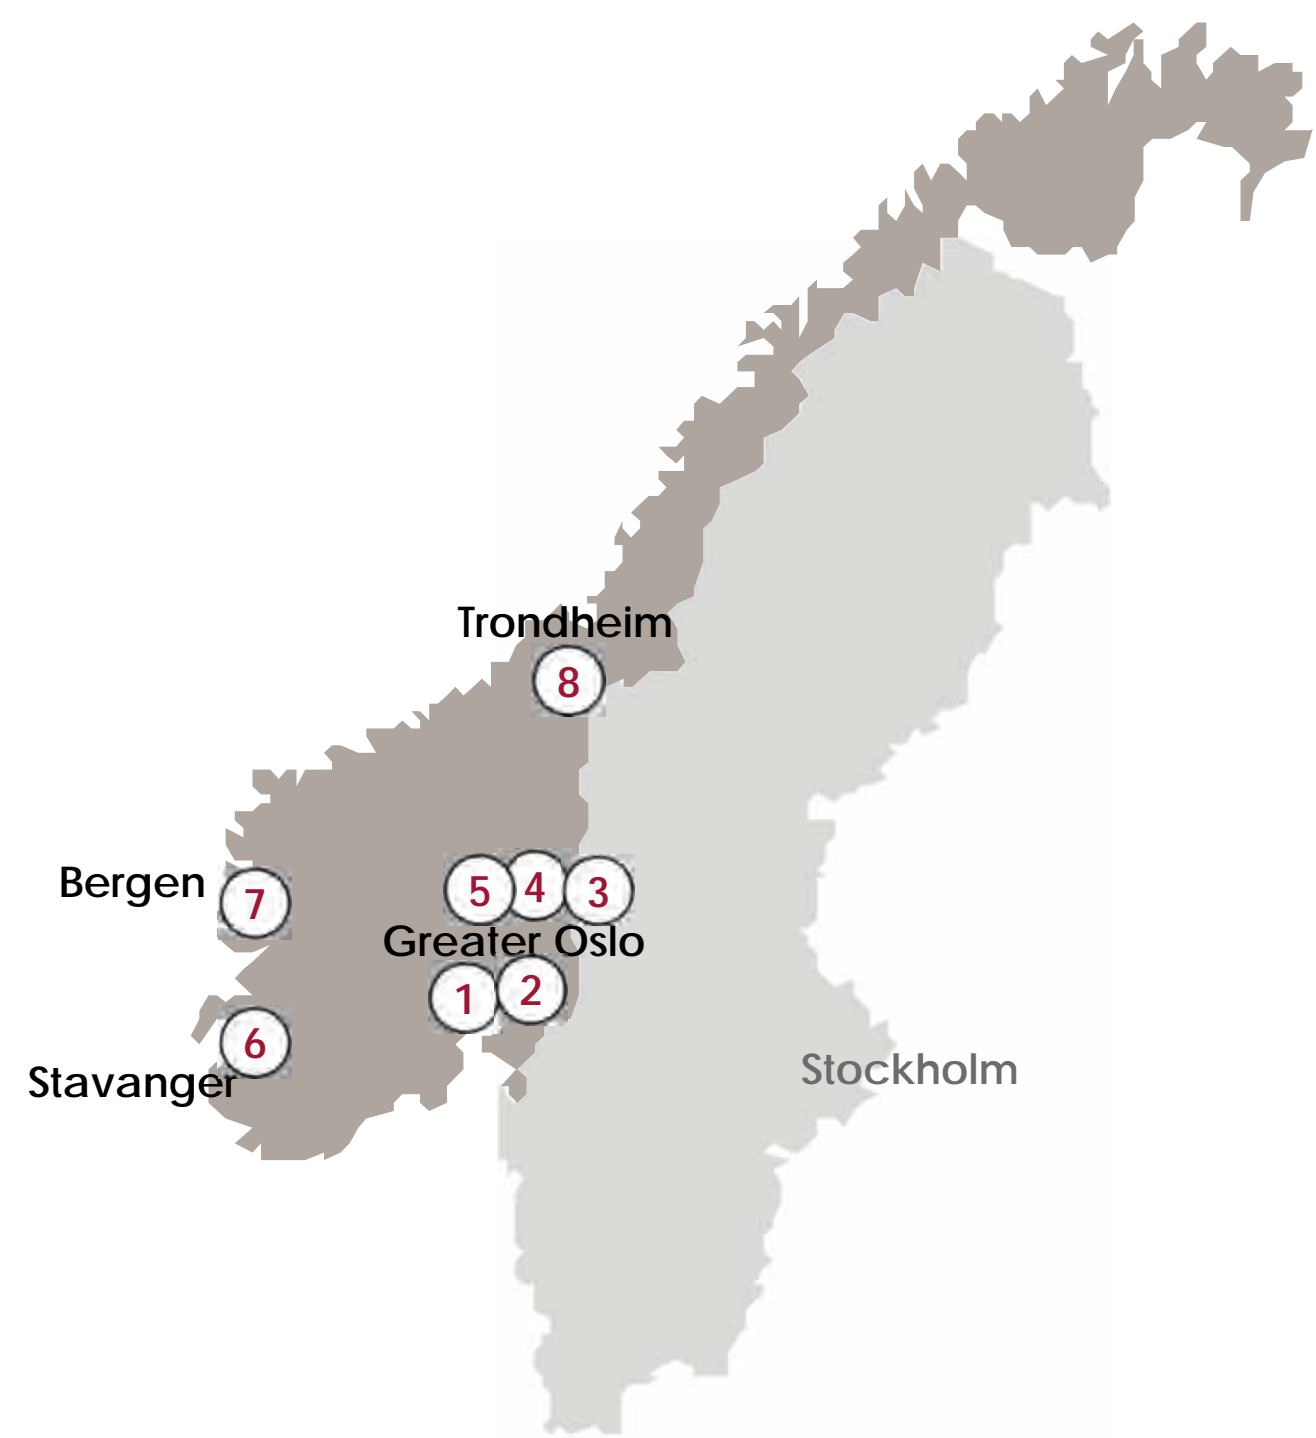 Trondheim
8
Bergen
7
5 4 3
Greater Oslo
1 2
6
Stavanger
Stockholm